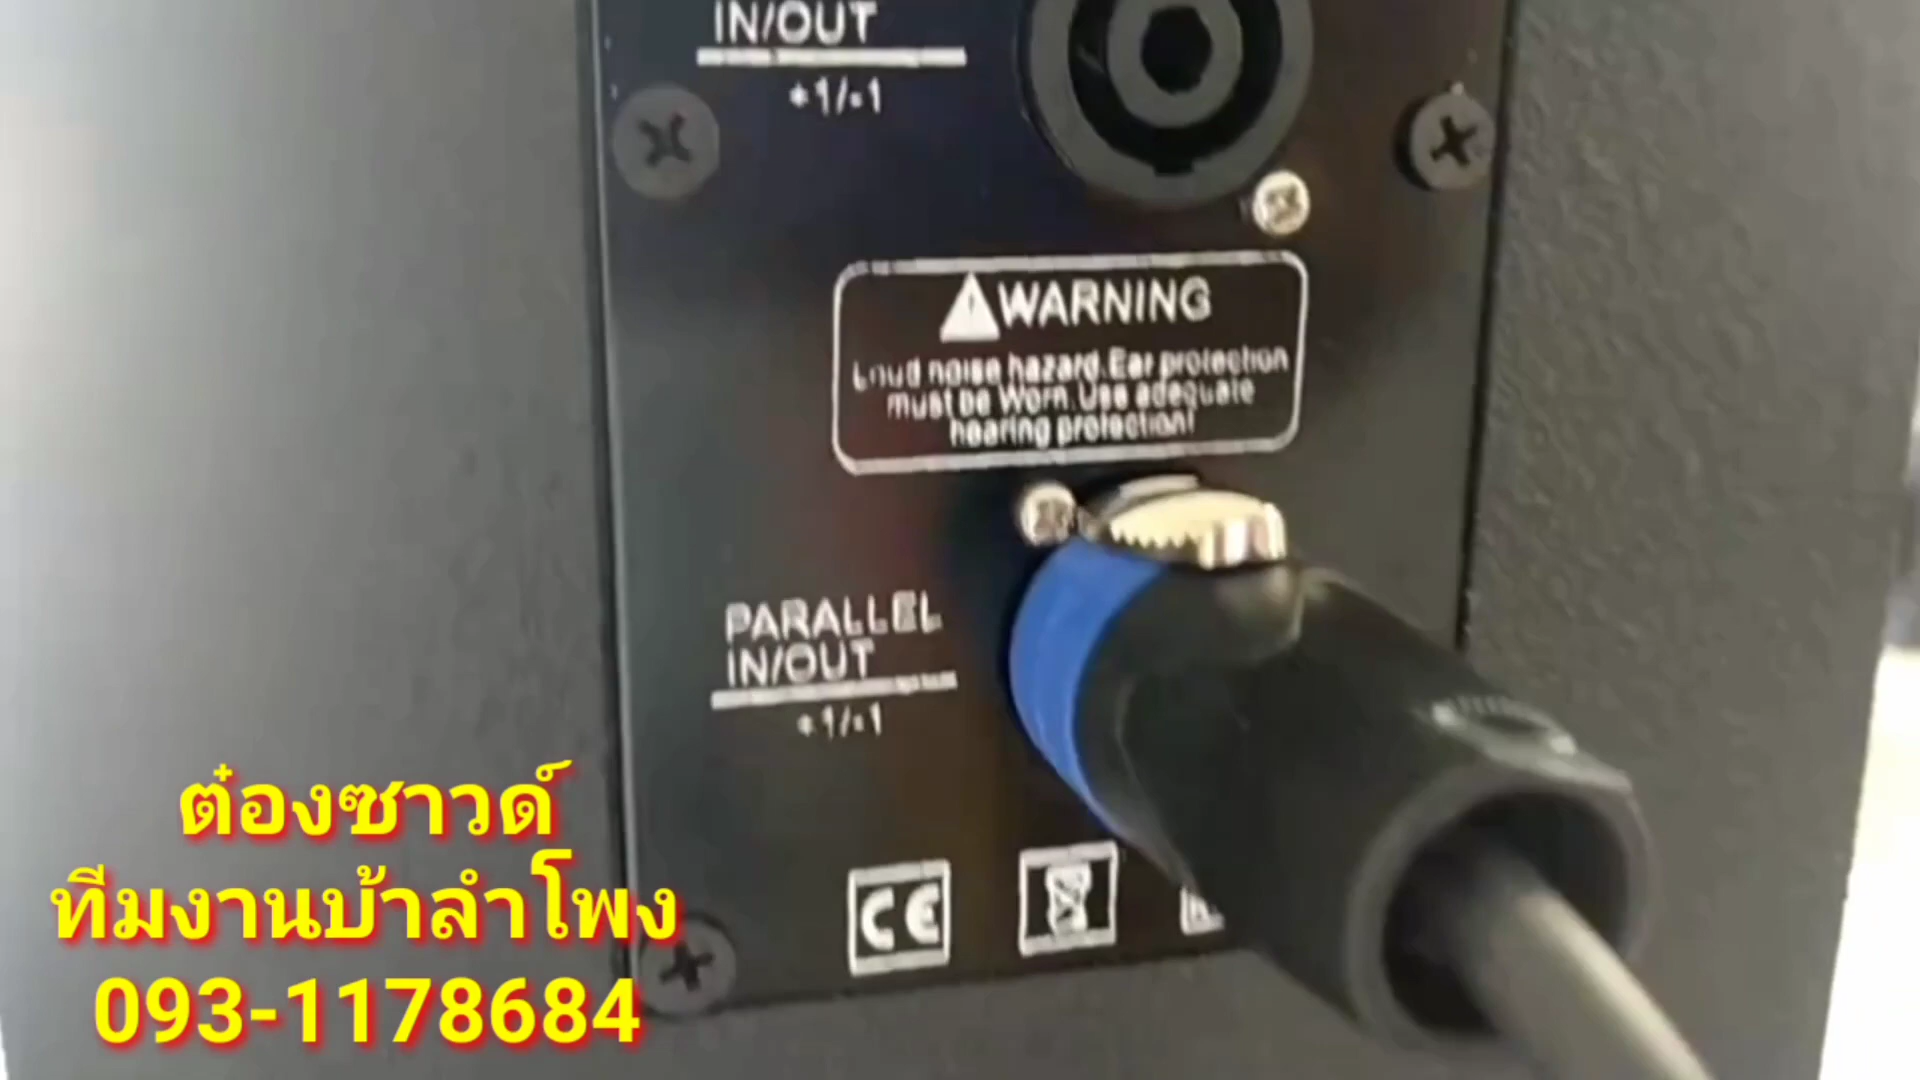 IN/OUT
+1/-1
WARNING
Loud noise hazard.Ear protection
must be Worn.Use adequate
hearing protection!
PARALLEL
IN/OUT
+1/-1
CE
ต๋องซาวด์
ทีมงานบ้าลำโพง
093-1178684